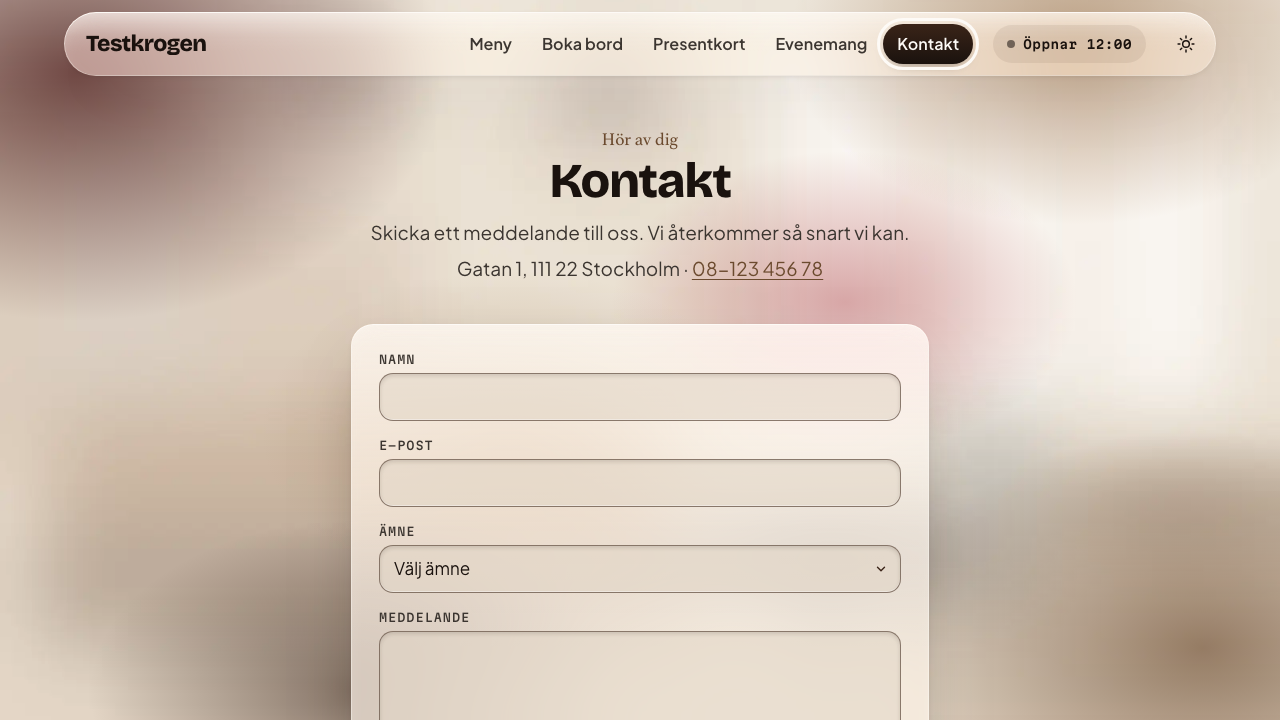 Testkrogen
Meny
Boka bord
Presentkort
Evenemang
Kontakt
Öppnar 12:00
Hör av dig
Kontakt
Skicka ett meddelande till oss. Vi återkommer så snart vi kan.
Gatan 1, 111 22 Stockholm · 08–123 456 78
NAMN
E–POST
ÄMNE
Välj ämne
MEDDELANDE